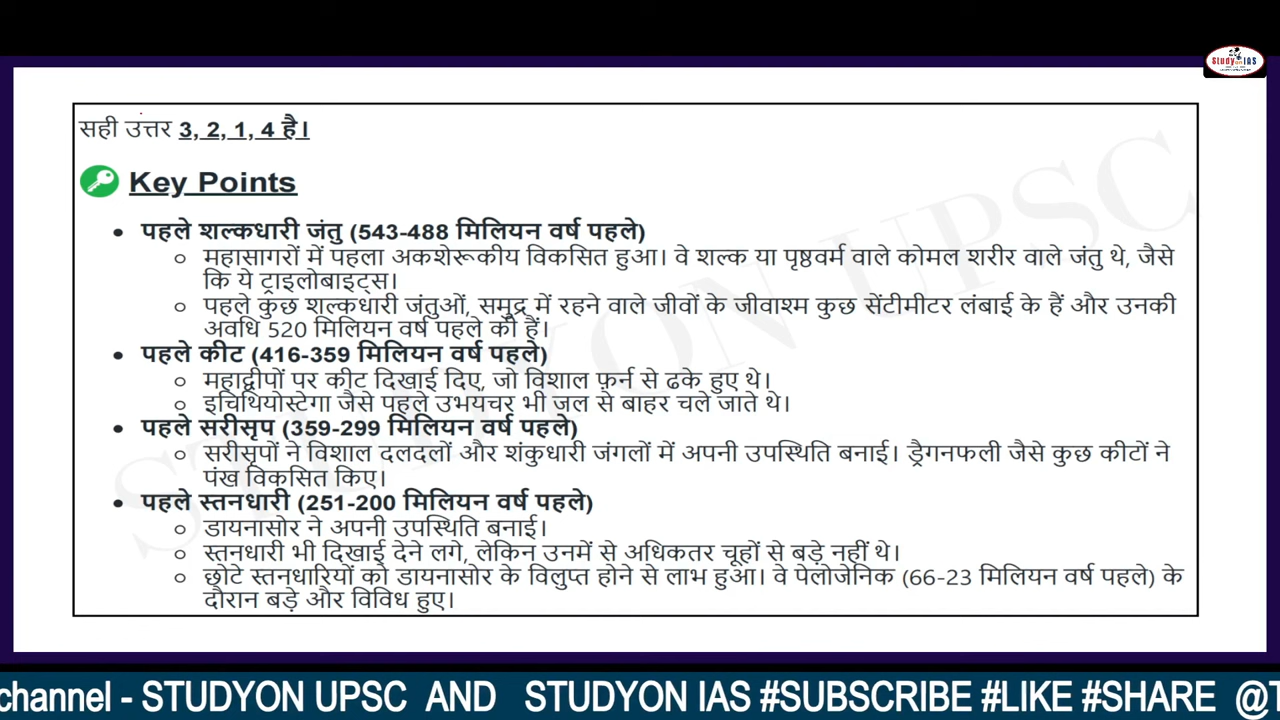 Studyon IAS
सही उत्तर 3, 2, 1, 4 है।
Key Points
• पहले शल्कधारी जंतु (543-488 मिलियन वर्ष पहले)
o महासागरों में पहला अकशेरूकीय विकसित हुआ। वे शल्क या पृष्ठवर्म वाले कोमल शरीर वाले जंतु थे, जैसे
कि ये ट्राइलोबाइट्स।
o पहले कुछ शल्कधारी जंतुओं, समुद्र में रहने वाले जीवों के जीवाश्म कुछ सेंटीमीटर लंबाई के हैं और उनकी
अवधि 520 मिलियन वर्ष पहले की हैं।
• पहले कीट (416-359 मिलियन वर्ष पहले)
o महाद्वीपों पर कीट दिखाई दिए, जो विशाल फ़र्न से ढके हुए थे।
o इचिथियोस्टेगा जैसे पहले उभयचर भी जल से बाहर चले जाते थे।
• पहले सरीसृप (359-299 मिलियन वर्ष पहले)
o सरीसृपों ने विशाल दलदलों और शंकुधारी जंगलों में अपनी उपस्थिति बनाई। ड्रैगनफली जैसे कुछ कीटों ने
पंख विकसित किए।
• पहले स्तनधारी (251-200 मिलियन वर्ष पहले)
o डायनासोर ने अपनी उपस्थिति बनाई।
o स्तनधारी भी दिखाई देने लगे, लेकिन उनमें से अधिकतर चूहों से बड़े नहीं थे।
o छोटे स्तनधारियों को डायनासोर के विलुप्त होने से लाभ हुआ। वे पेलोजेनिक (66-23 मिलियन वर्ष पहले) के
दौरान बड़े और विविध हुए।
STUDYON UPSC
channel - STUDYON UPSC AND STUDYON IAS #SUBSCRIBE #LIKE #SHARE @T